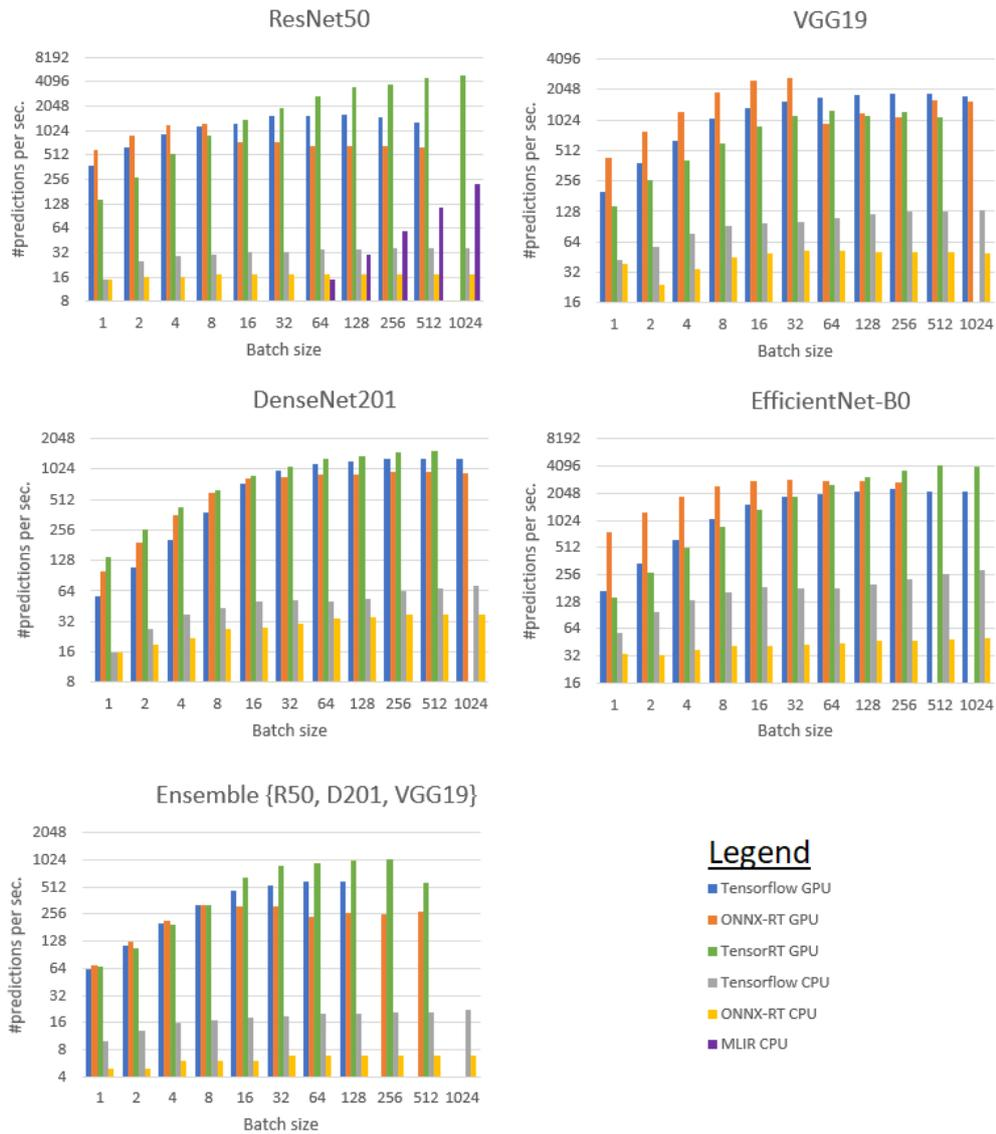 ResNet50
#predictions per sec.
8192
4096
2048
1024
512
256
128
64
32
16
8
1 2 4 8 16 32 64 128 256 512 1024
Batch size
VGG19
#predictions per sec.
4096
2048
1024
512
256
128
64
32
16
1 2 4 8 16 32 64 128 256 512 1024
Batch size
DenseNet201
#predictions per sec.
2048
1024
512
256
128
64
32
16
8
1 2 4 8 16 32 64 128 256 512 1024
Batch size
EfficientNet-B0
#predictions per sec.
8192
4096
2048
1024
512
256
128
64
32
16
1 2 4 8 16 32 64 128 256 512 1024
Batch size
Ensemble {R50, D201, VGG19}
#predictions per sec.
2048
1024
512
256
128
64
32
16
8
4
1 2 4 8 16 32 64 128 256 512 1024
Batch size
Legend
Tensorflow GPU
ONNX-RT GPU
TensorRT GPU
Tensorflow CPU
ONNX-RT CPU
MLIR CPU